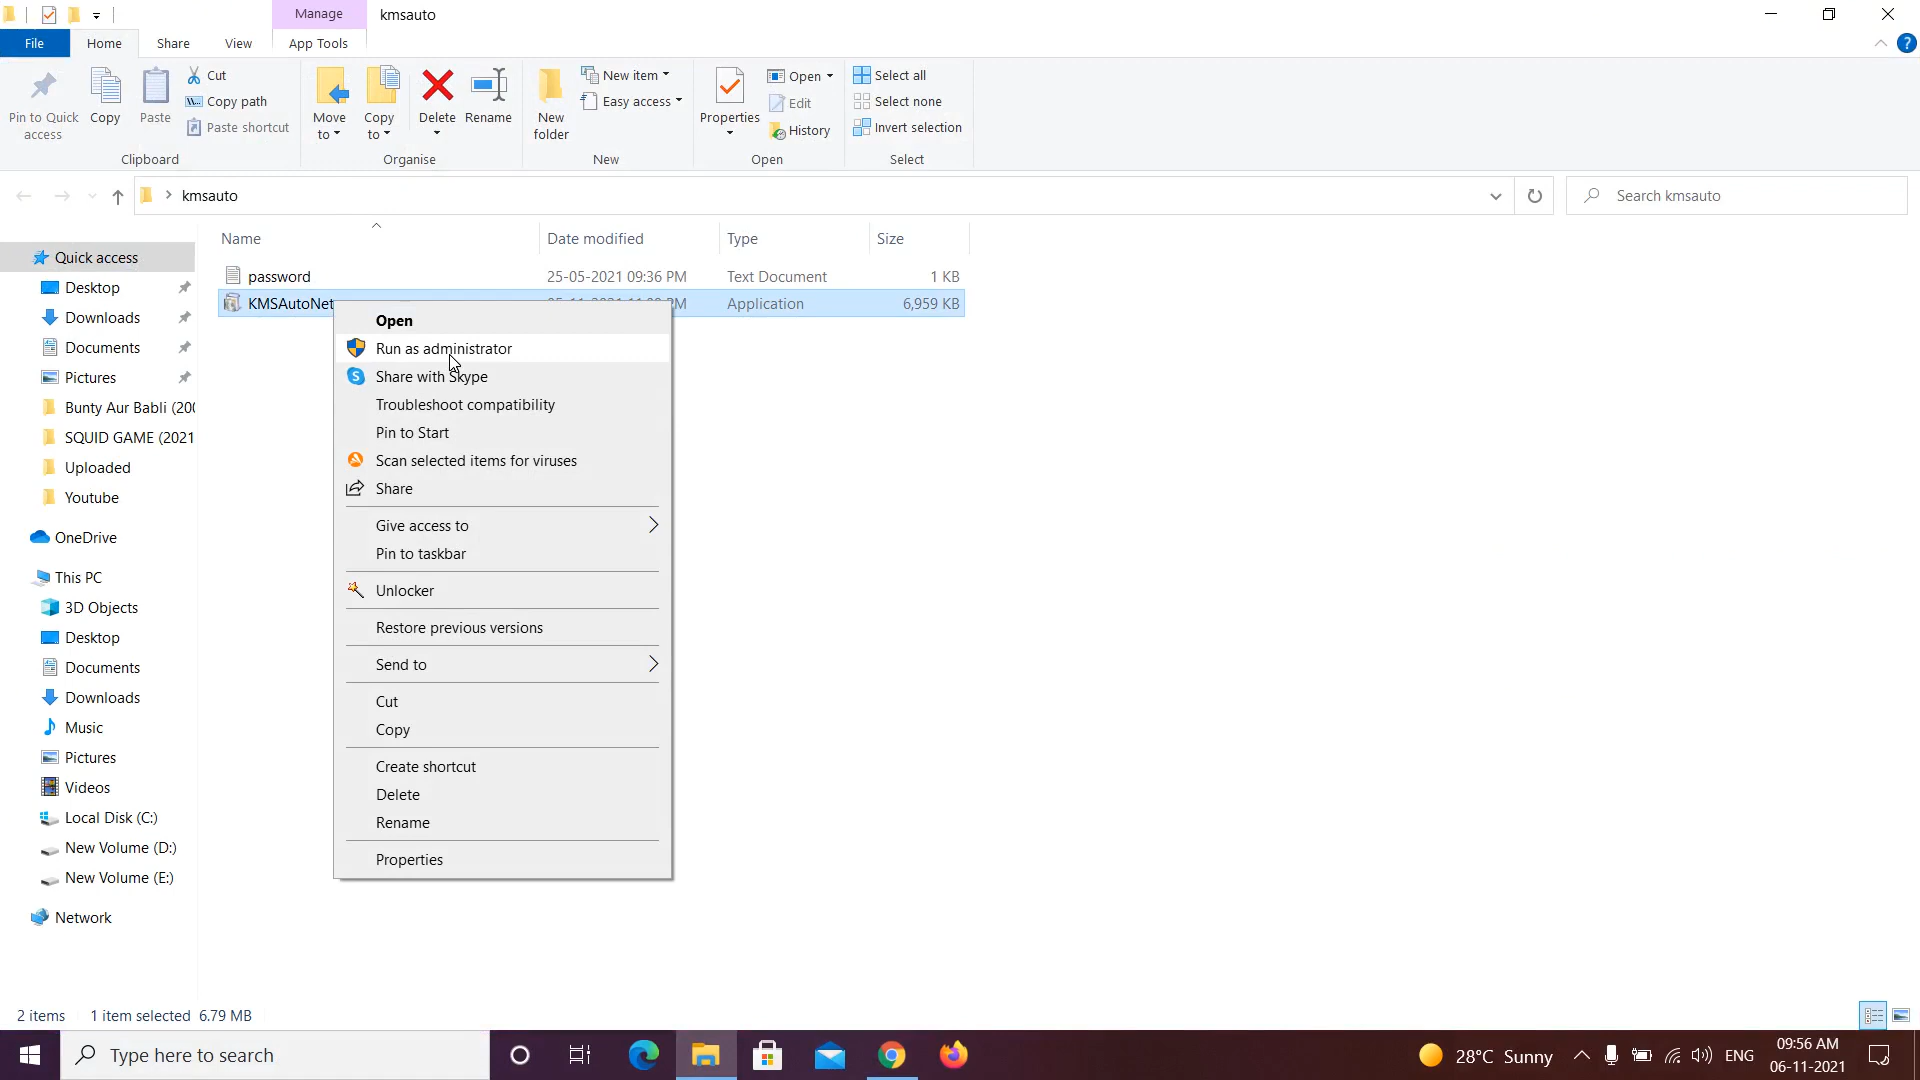 Manage
kmsauto
File
Home
Share
View
App Tools
Pin to Quick access
Copy
Paste
Cut
Copy path
Paste shortcut
Clipboard
Move to
Copy to
Delete
Rename
Organise
New folder
New item
Easy access
New
Properties
Open
Edit
History
Open
Select all
Select none
Invert selection
Select
kmsauto
Search kmsauto
Name
Date modified
Type
Size
password
25-05-2021 09:36 PM
Text Document
1 KB
KMSAutoNet
Application
6,959 KB
Quick access
Desktop
Downloads
Documents
Pictures
Bunty Aur Babli (200
SQUID GAME (2021
Uploaded
Youtube
OneDrive
This PC
3D Objects
Desktop
Documents
Downloads
Music
Pictures
Videos
Local Disk (C:)
New Volume (D:)
New Volume (E:)
Network
Open
Run as administrator
Share with Skype
Troubleshoot compatibility
Pin to Start
Scan selected items for viruses
Share
Give access to
Pin to taskbar
Unlocker
Restore previous versions
Send to
Cut
Copy
Create shortcut
Delete
Rename
Properties
2 items
1 item selected 6.79 MB
Type here to search
28°C Sunny
ENG
09:56 AM
06-11-2021